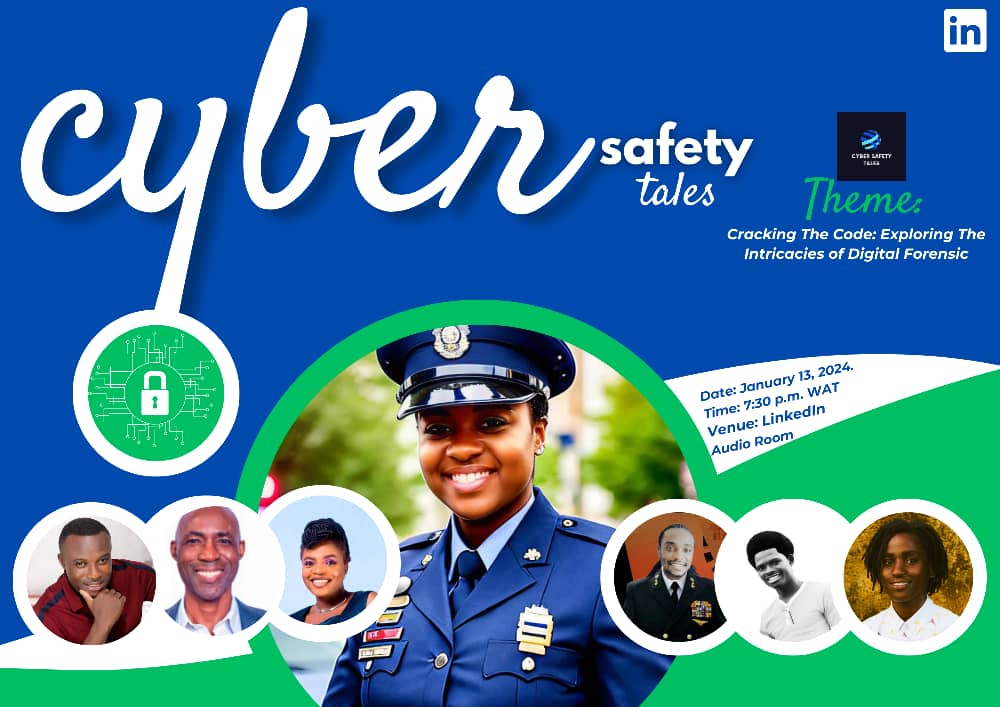 in
cyber
safety
tales
CYBER SAFETY
Theme:
Cracking The Code: Exploring The
Intricacies of Digital Forensic
Date: January 13, 2024.
Time: 7:30 p.m. WAT
Venue: LinkedIn
Audio Room